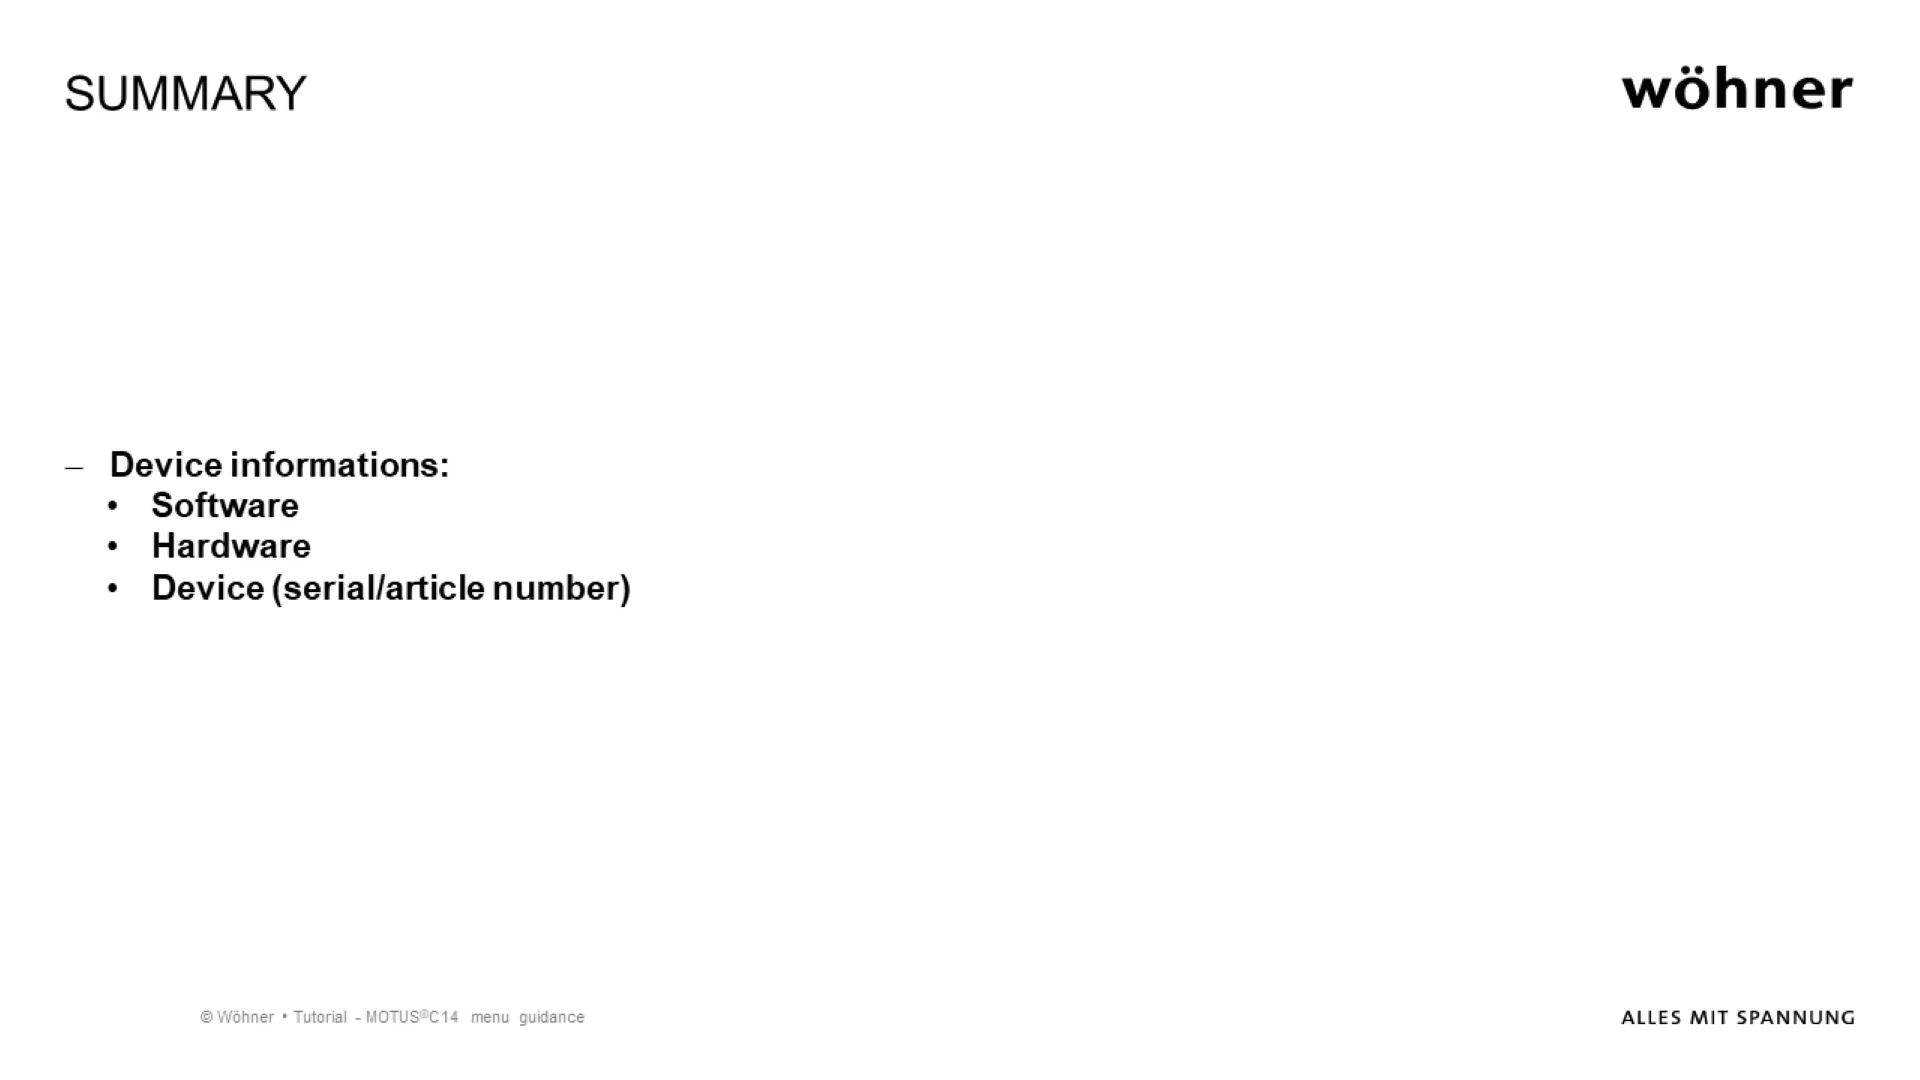 SUMMARY
wöhner
– Device informations:
• Software
• Hardware
• Device (serial/article number)
© Wöhner • Tutorial - MOTUS®C14 menu guidance
ALLES MIT SPANNUNG